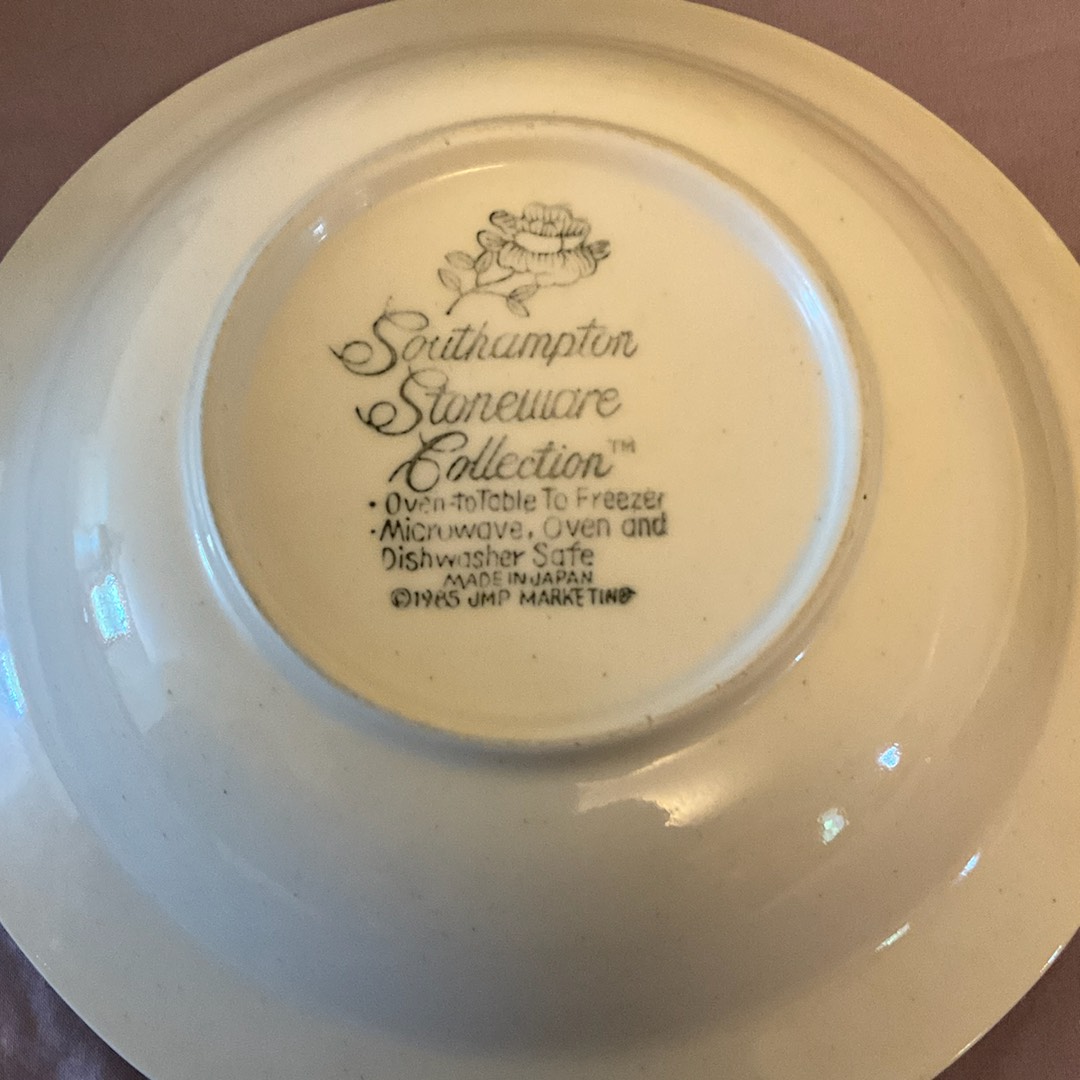 Southampton
Stoneware
Collection™
• Oven-to Table To Freezer
• Microwave, Oven and
Dishwasher Safe
MADE IN JAPAN
©1985 JMP MARKETING